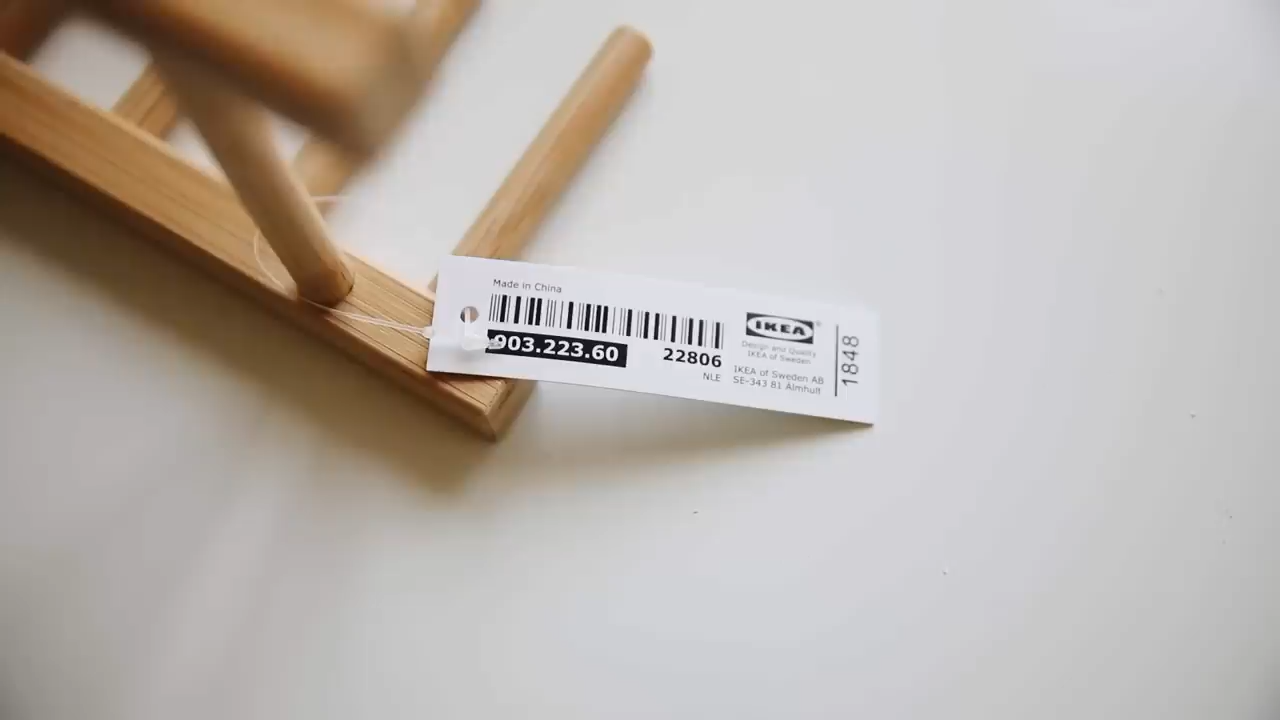 Made in China
903.223.60
22806
NLE
IKEA®
Design and Quality
IKEA of Sweden
IKEA of Sweden AB
SE-343 81 Älmhult
1848